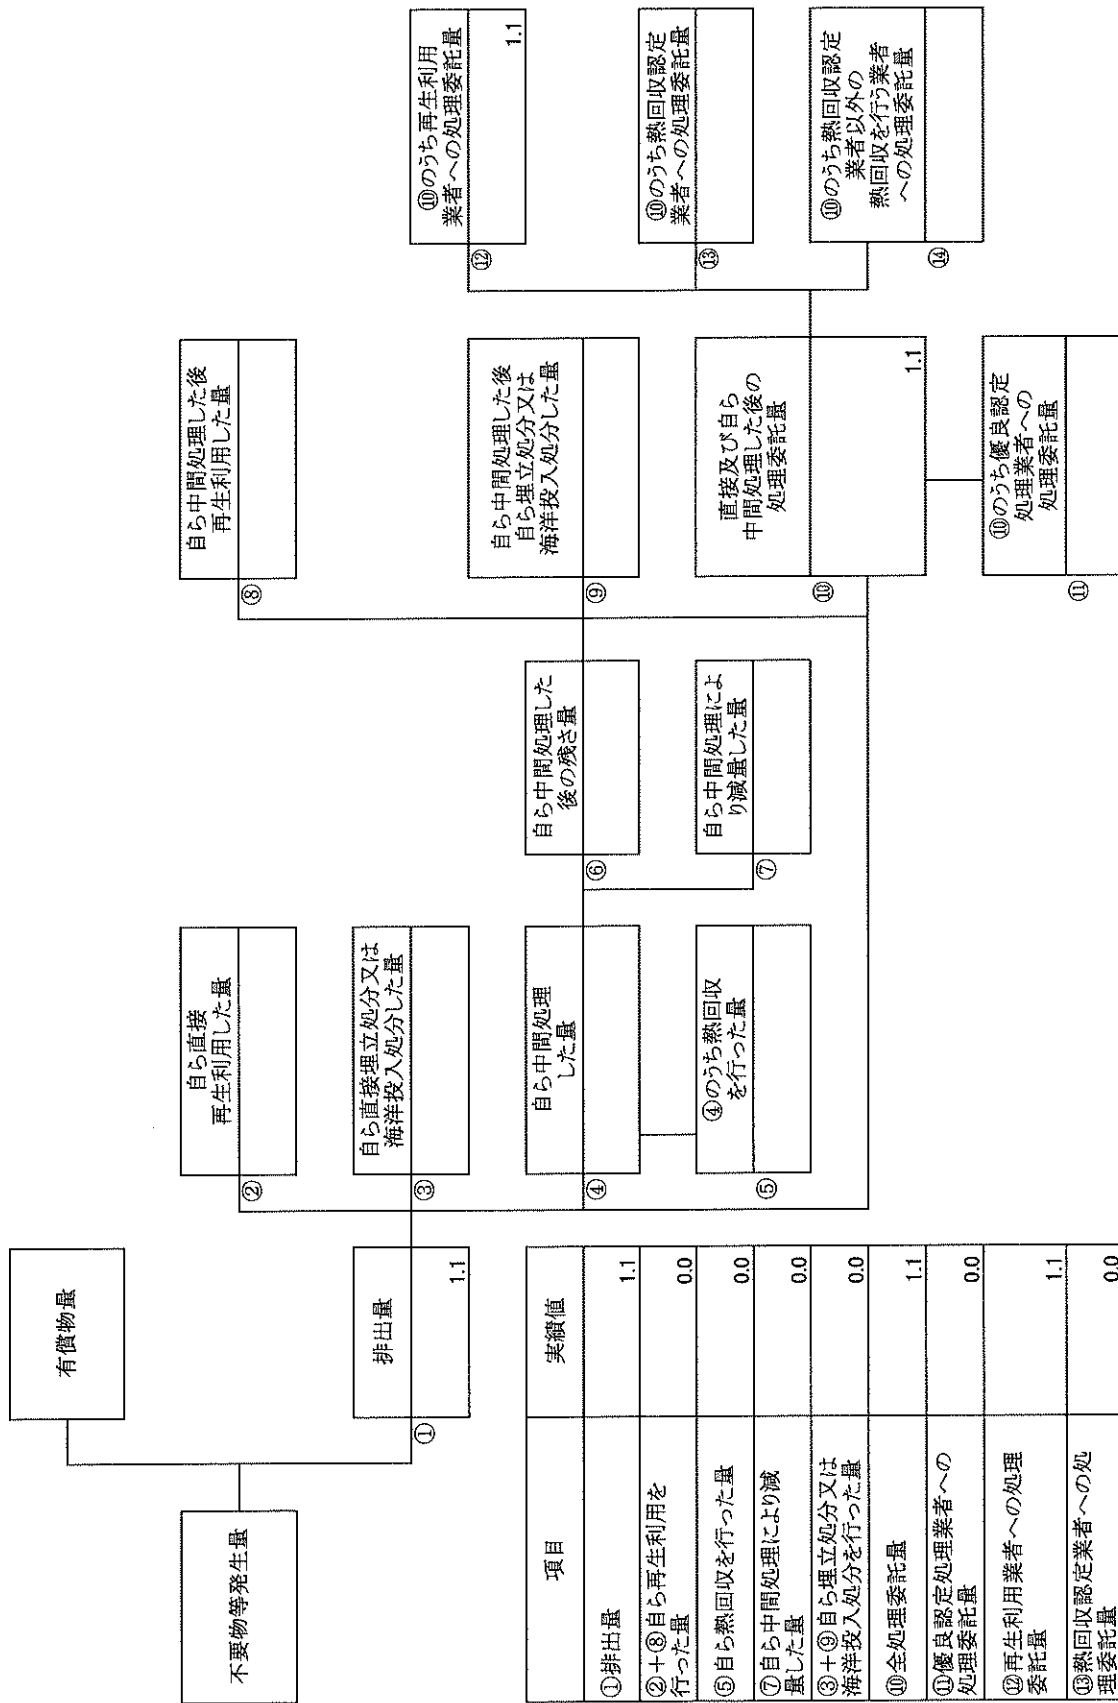 不要物等発生量
有償物量
排出量
①
1.1
自ら直接
再生利用した量
②
自ら直接埋立処分又は
海洋投入処分した量
③
自ら中間処理
した量
④
④のうち熱回収
を行った量
⑤
自ら中間処理した
後の残さ量
⑥
自ら中間処理によ
り減量した量
⑦
自ら中間処理した後
再生利用した量
⑧
自ら中間処理した後
自ら埋立処分又は
海洋投入処分した量
⑨
直接及び自ら
中間処理した後の
処理委託量
⑩
1.1
⑩のうち優良認定
処理業者への
処理委託量
⑪
⑩のうち再生利用
業者への処理委託量
⑫
1.1
⑩のうち熱回収認定
業者への処理委託量
⑬
⑩のうち熱回収認定
業者以外の
熱回収を行う業者
への処理委託量
⑭
項目 実績値
①排出量 1.1
②+⑧自ら再生利用を
行った量 0.0
⑤自ら熱回収を行った量 0.0
⑦自ら中間処理により減
量した量 0.0
③+⑨自ら埋立処分又は
海洋投入処分を行った量 0.0
⑩全処理委託量 1.1
⑪優良認定処理業者への
処理委託量 0.0
⑫再生利用業者への処理
委託量 1.1
⑬熱回収認定業者への処
理委託量 0.0